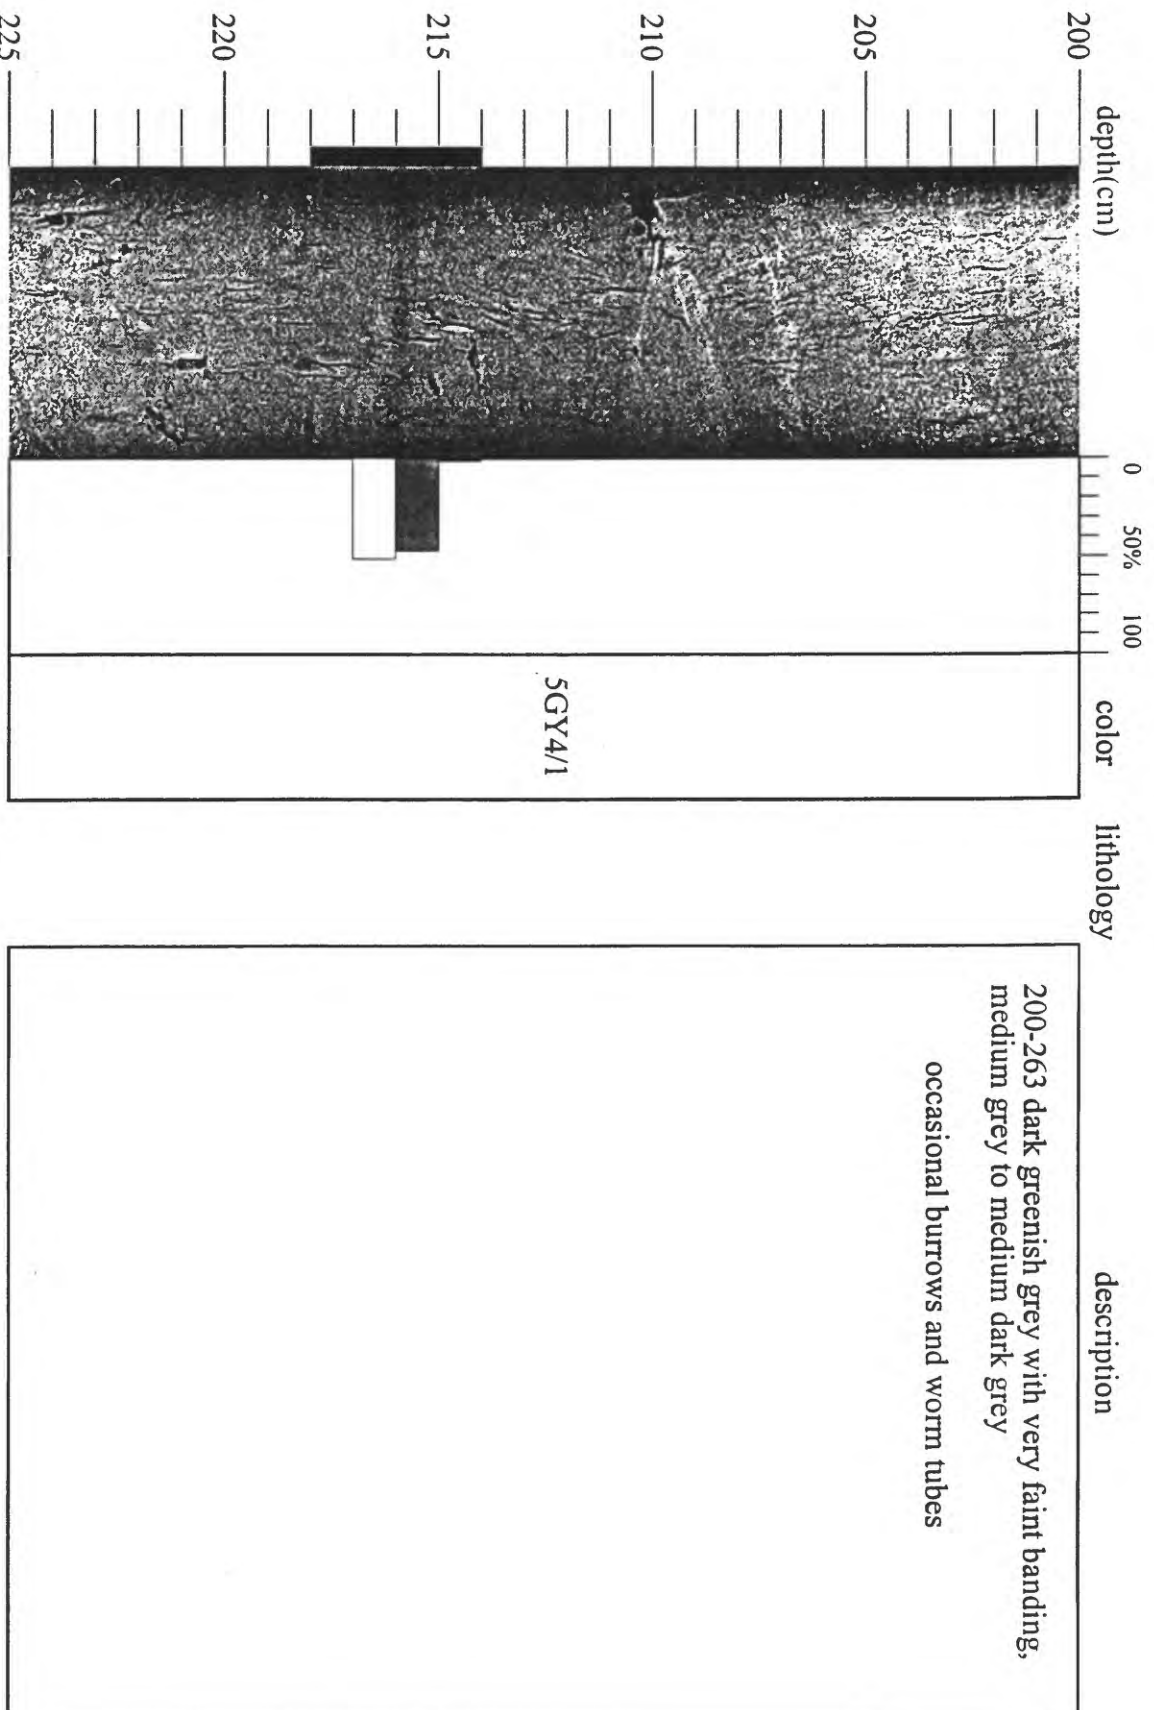 depth(cm)
0 50% 100
color
lithology
description
200
205
210
215
220
225
5GY4/1
200-263 dark greenish grey with very faint banding,
medium grey to medium dark grey
occasional burrows and worm tubes